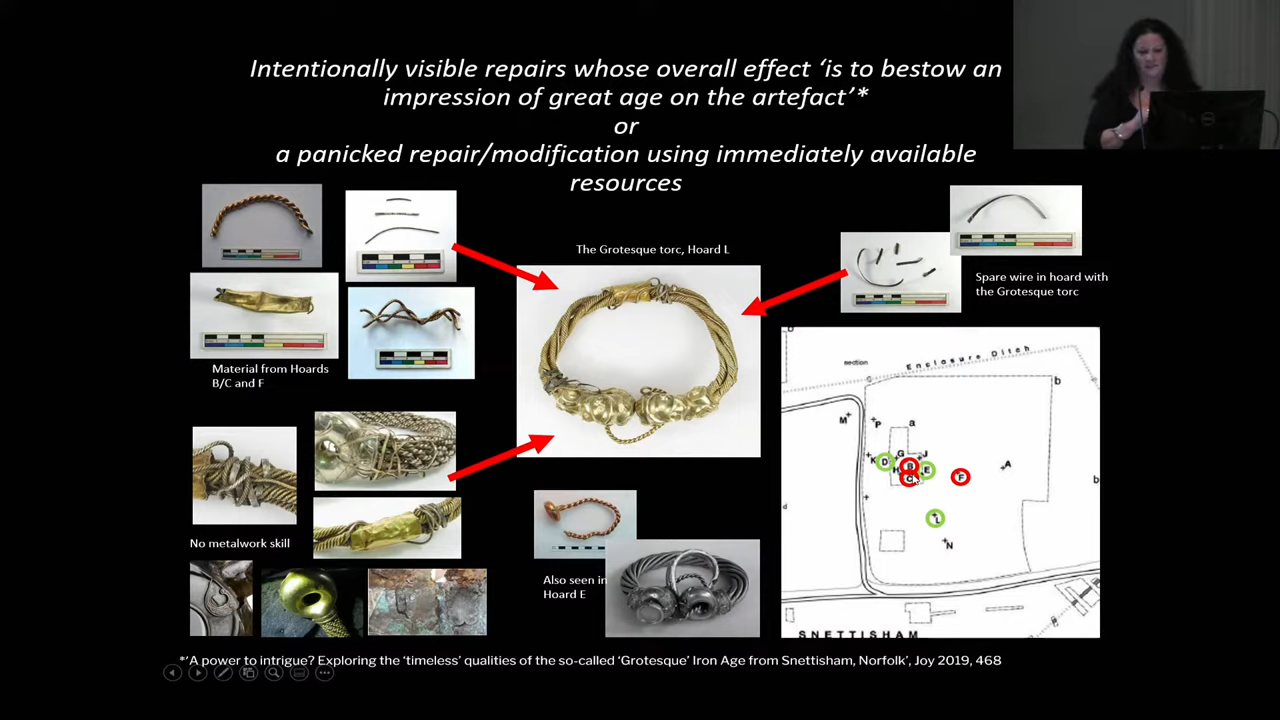 Intentionally visible repairs whose overall effect ‘is to bestow an
impression of great age on the artefact’*
or
a panicked repair/modification using immediately available
resources
The Grotesque torc, Hoard L
Spare wire in hoard with
the Grotesque torc
Material from Hoards
B/C and F
No metalwork skill
Also seen in
Hoard E
section
Enclosure Ditch
b
a
M
P
G
J
K
D
B
H
E
A
C
F
b
d
L
N
SNETTISHAM
*‘A power to intrigue? Exploring the ‘timeless’ qualities of the so-called ‘Grotesque’ Iron Age from Snettisham, Norfolk’, Joy 2019, 468